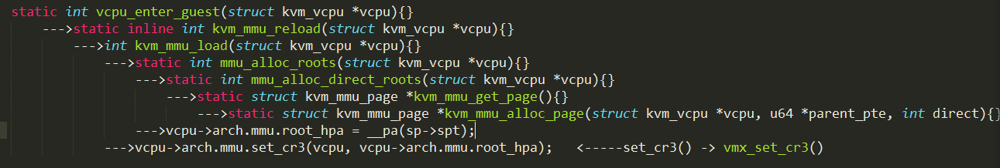 static int vcpu_enter_guest(struct kvm_vcpu *vcpu){}
--->static inline int kvm_mmu_reload(struct kvm_vcpu *vcpu){}
--->int kvm_mmu_load(struct kvm_vcpu *vcpu){}
--->static int mmu_alloc_roots(struct kvm_vcpu *vcpu){}
--->static int mmu_alloc_direct_roots(struct kvm_vcpu *vcpu){}
--->static struct kvm_mmu_page *kvm_mmu_get_page(){}
--->static struct kvm_mmu_page *kvm_mmu_alloc_page(struct kvm_vcpu *vcpu, u64 *parent_pte, int direct){}
--->vcpu->arch.mmu.root_hpa = __pa(sp->spt);
--->vcpu->arch.mmu.set_cr3(vcpu, vcpu->arch.mmu.root_hpa);   <-----set_cr3() -> vmx_set_cr3()